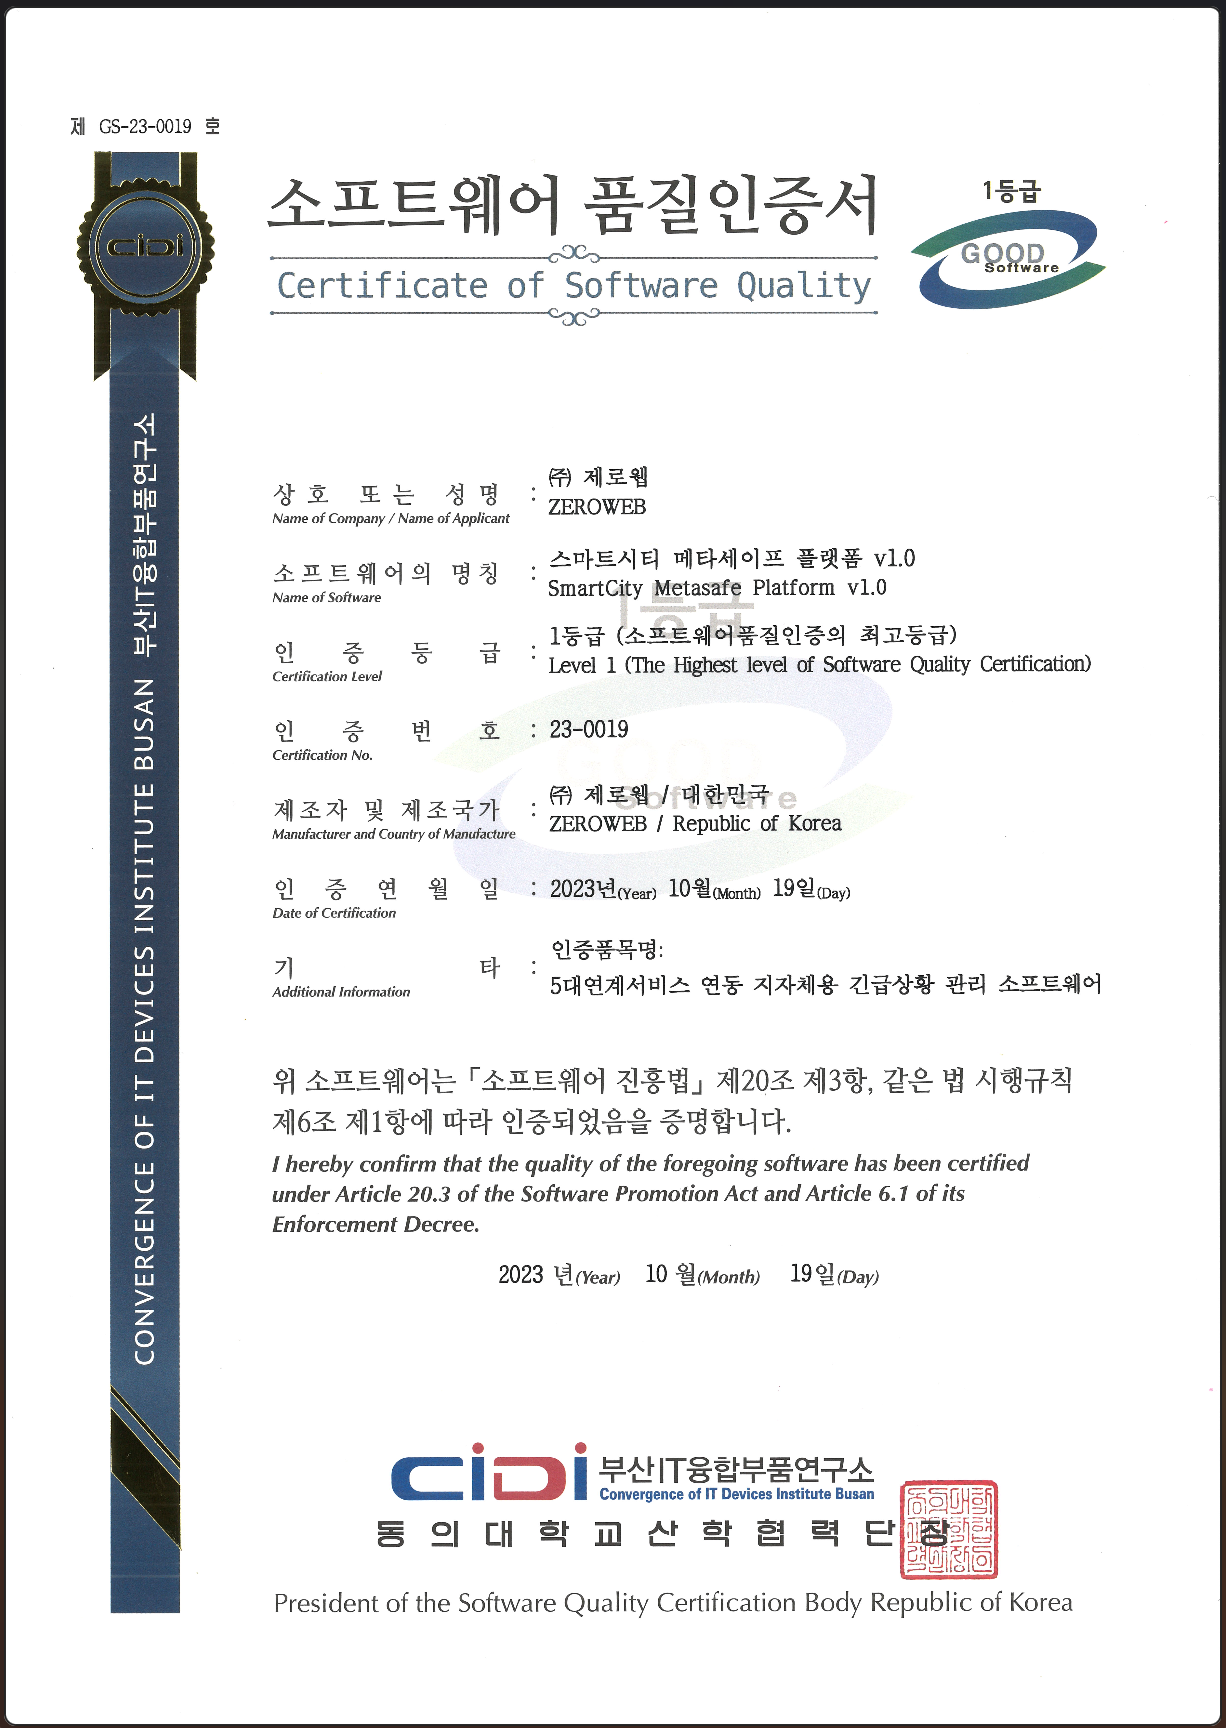 제 GS-23-0019 호
CiDi
소프트웨어 품질인증서
Certificate of Software Quality
1등급
GOOD
Software
CONVERGENCE OF IT DEVICES INSTITUTE BUSAN 부산IT융합부품연구소
상호 또는 성명 : ㈜ 제로웹
Name of Company / Name of Applicant ZEROWEB
소프트웨어의 명칭 : 스마트시티 메타세이프 플랫폼 v1.0
Name of Software SmartCity Metasafe Platform v1.0
1등급
인증등급 : 1등급 (소프트웨어품질인증의 최고등급)
Certification Level Level 1 (The Highest level of Software Quality Certification)
인증번호 : 23-0019
Certification No.
GOOD
Software
제조자 및 제조국가 : ㈜ 제로웹 / 대한민국
Manufacturer and Country of Manufacture ZEROWEB / Republic of Korea
인증연월일 : 2023년(Year) 10월(Month) 19일(Day)
Date of Certification
기타 : 인증품목명:
Additional Information 5대연계서비스 연동 지자체용 긴급상황 관리 소프트웨어
위 소프트웨어는 「소프트웨어 진흥법」 제20조 제3항, 같은 법 시행규칙
제6조 제1항에 따라 인증되었음을 증명합니다.
I hereby confirm that the quality of the foregoing software has been certified
under Article 20.3 of the Software Promotion Act and Article 6.1 of its
Enforcement Decree.
2023 년(Year) 10 월(Month) 19일(Day)
CiDi 부산IT융합부품연구소
Convergence of IT Devices Institute Busan
동의대학교산학협력단장
President of the Software Quality Certification Body Republic of Korea